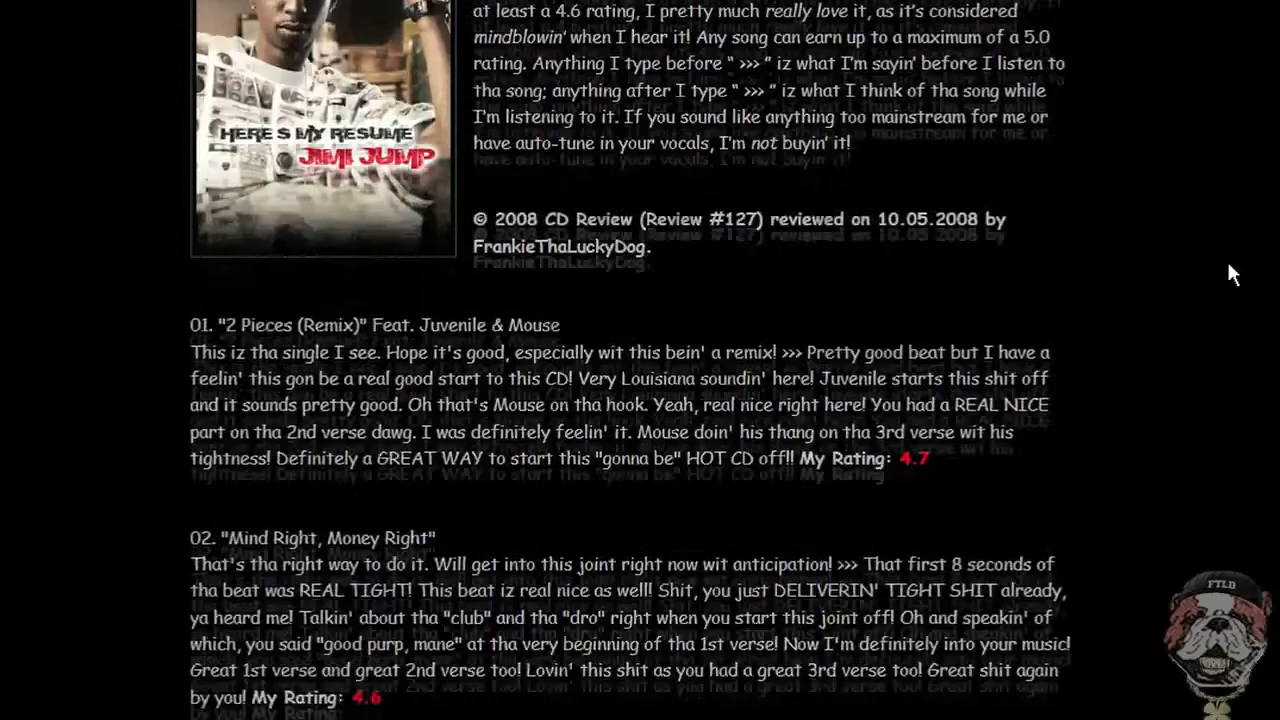 at least a 4.6 rating, I pretty much really love it, as it's considered
mindblowin' when I hear it! Any song can earn up to a maximum of a 5.0
rating. Anything I type before “ >>> ” iz what I'm sayin' before I listen to
tha song; anything after I type “ >>> ” iz what I think of tha song while
I'm listening to it. If you sound like anything too mainstream for me or
have auto-tune in your vocals, I'm not buyin' it!
HERE S MY RESUME
JIMI JUMP
© 2008 CD Review (Review #127) reviewed on 10.05.2008 by
FrankieThaLuckyDog.
01. "2 Pieces (Remix)" Feat. Juvenile & Mouse
This iz tha single I see. Hope it's good, especially wit this bein' a remix! >>> Pretty good beat but I have a
feelin' this gon be a real good start to this CD! Very Louisiana soundin' here! Juvenile starts this shit off
and it sounds pretty good. Oh that's Mouse on tha hook. Yeah, real nice right here! You had a REAL NICE
part on tha 2nd verse dawg. I was definitely feelin' it. Mouse doin' his thang on tha 3rd verse wit his
tightness! Definitely a GREAT WAY to start this "gonna be" HOT CD off!! My Rating: 4.7
02. "Mind Right, Money Right"
That's tha right way to do it. Will get into this joint right now wit anticipation! >>> That first 8 seconds of
tha beat was REAL TIGHT! This beat iz real nice as well! Shit, you just DELIVERIN' TIGHT SHIT already,
ya heard me! Talkin' about tha "club" and tha "dro" right when you start this joint off! Oh and speakin' of
which, you said "good purp, mane" at tha very beginning of tha 1st verse! Now I'm definitely into your music!
Great 1st verse and great 2nd verse too! Lovin' this shit as you had a great 3rd verse too! Great shit again
by you! My Rating: 4.6
FTLD